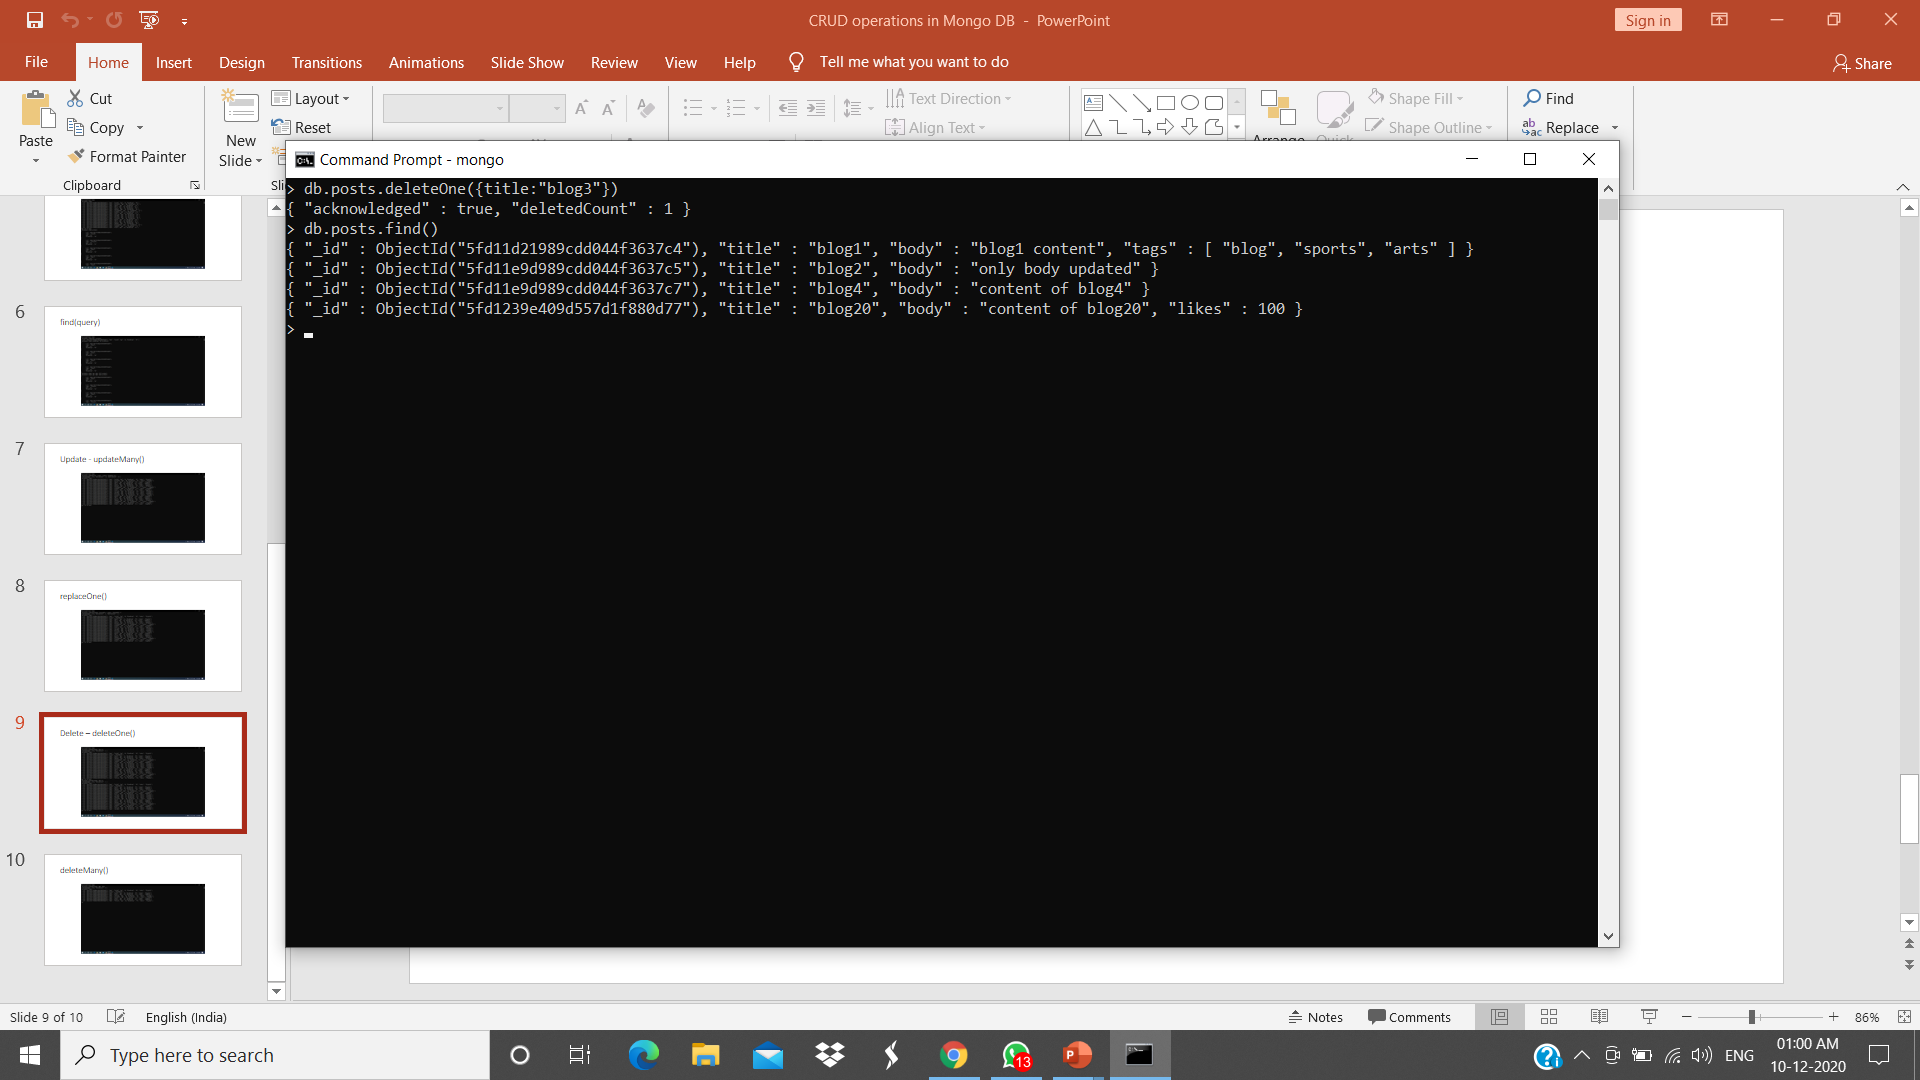 CRUD operations in Mongo DB - PowerPoint
Sign in
File
Home
Insert
Design
Transitions
Animations
Slide Show
Review
View
Help
Tell me what you want to do
Share
Paste
Cut
Copy
Format Painter
Clipboard
New
Slide
Layout
Reset
Text Direction
Align Text
Arrange
Quick
Shape Fill
Shape Outline
Find
Replace
Command Prompt - mongo
> db.posts.deleteOne({title:"blog3"})
{ "acknowledged" : true, "deletedCount" : 1 }
> db.posts.find()
{ "_id" : ObjectId("5fd11d21989cdd044f3637c4"), "title" : "blog1", "body" : "blog1 content", "tags" : [ "blog", "sports", "arts" ] }
{ "_id" : ObjectId("5fd11e9d989cdd044f3637c5"), "title" : "blog2", "body" : "only body updated" }
{ "_id" : ObjectId("5fd11e9d989cdd044f3637c7"), "title" : "blog4", "body" : "content of blog4" }
{ "_id" : ObjectId("5fd1239e409d557d1f880d77"), "title" : "blog20", "body" : "content of blog20", "likes" : 100 }
>
6
find(query)
7
Update - updateMany()
8
replaceOne()
9
Delete – deleteOne()
10
deleteMany()
Slide 9 of 10
English (India)
Notes
Comments
86%
Type here to search
13
ENG
01:00 AM
10-12-2020